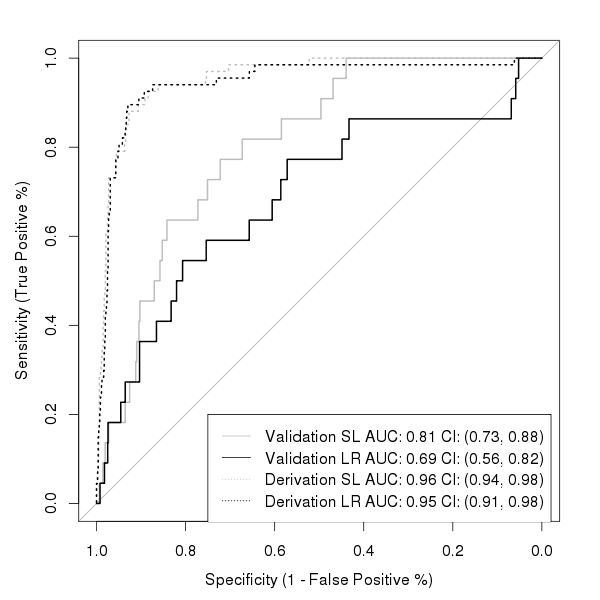 1.0
0.8
0.6
0.4
0.2
0.0
Sensitivity (True Positive %)
Validation SL AUC: 0.81 CI: (0.73, 0.88)
Validation LR AUC: 0.69 CI: (0.56, 0.82)
Derivation SL AUC: 0.96 CI: (0.94, 0.98)
Derivation LR AUC: 0.95 CI: (0.91, 0.98)
1.0 0.8 0.6 0.4 0.2 0.0
Specificity (1 - False Positive %)